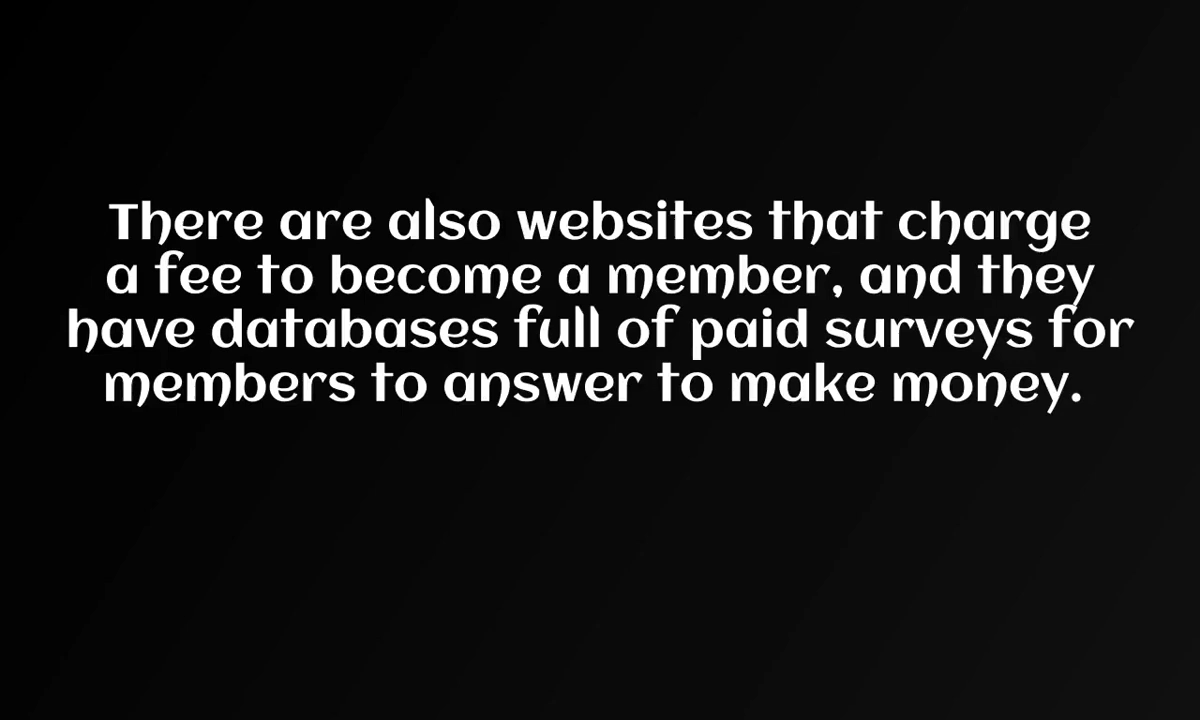 There are also websites that charge
a fee to become a member, and they
have databases full of paid surveys for
members to answer to make money.